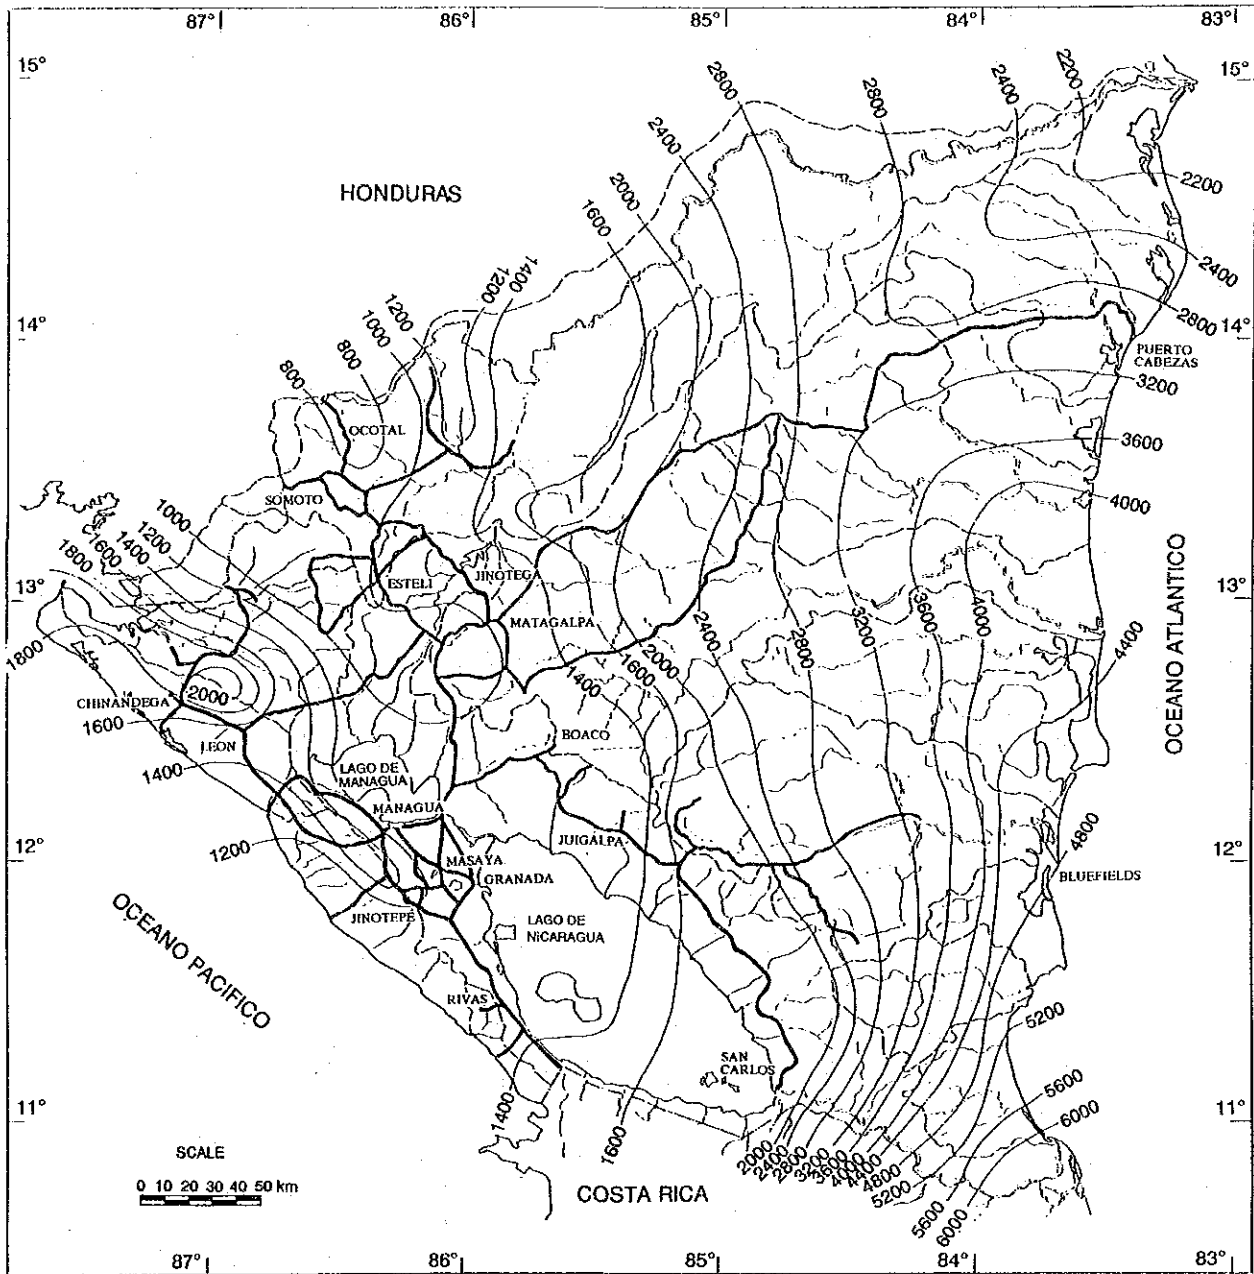 87° 86° 85° 84° 83°
15° 15°
2800 2800 2400 2200
2400
2000
1600
HONDURAS
2200
2400
1200 1400
1200
1000
800
800
14° 14°
2800
PUERTO
CABEZAS
3200
OCOTAL
3600
SOMOTO
4000
1000
1200
1400
1600
1800
ESTELI
JINOTEGA
13° 13°
MATAGALPA
2400 2800 3200 3600 4000
4400
1400 1600 2000
1800
CHINANDEGA
2000
1600
LEON
BOACO
OCEANO ATLANTICO
1400
LAGO DE
MANAGUA
MANAGUA
JUIGALPA
4800
1200
12° 12°
MASAYA
GRANADA
BLUEFIELDS
JINOTEPE
LAGO DE
NICARAGUA
OCEANO PACIFICO
RIVAS
5200
SAN
CARLOS
5600
6000
11° 11°
1400
1600
2000
2400
2800
3200
3600
4000
4400
4800
5200
5600
6000
SCALE
0 10 20 30 40 50 km
COSTA RICA
87° 86° 85° 84° 83°